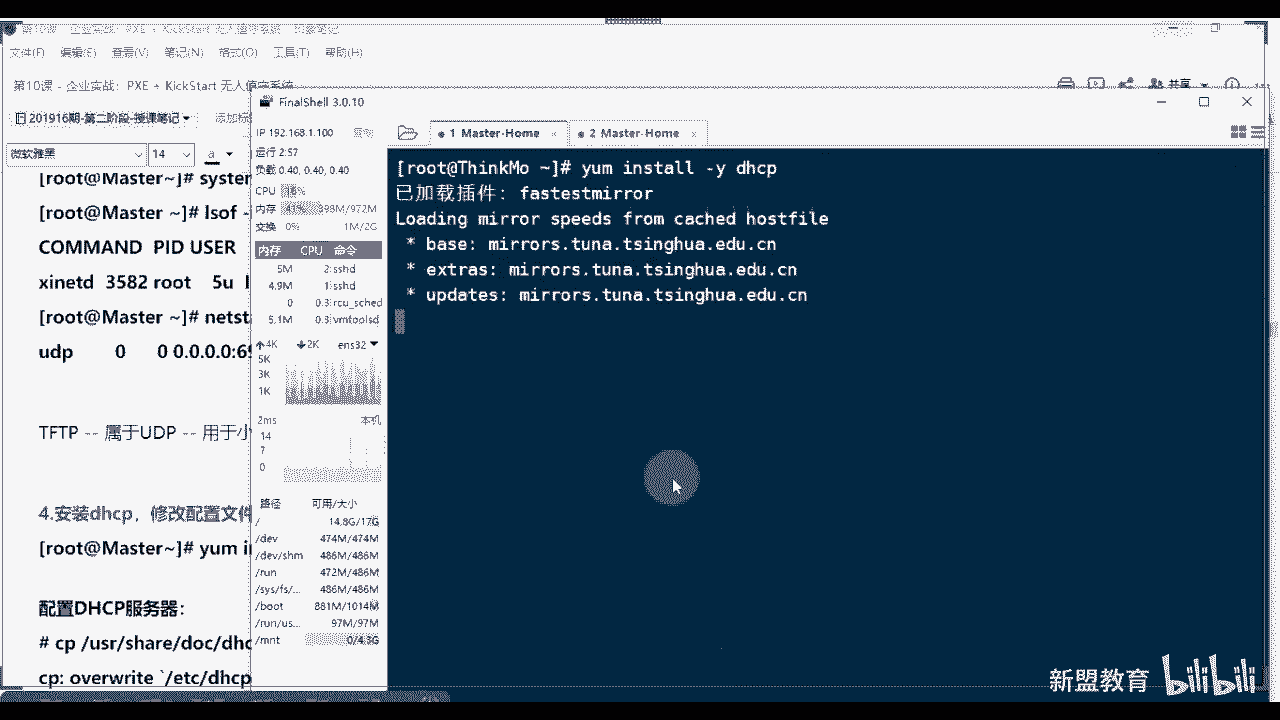 第10课 - 企业实战：PXE + KickStart 无人值守系统 - 印象笔记
文件(F) 编辑(E) 查看(V) 笔记(N) 格式(O) 工具(T) 帮助(H)
第10课 - 企业实战：PXE + KickStart 无人值守系统
共享
201916期-第二阶段-授课笔记
添加标
微软雅黑
14
a
[root@Master~]# system
[root@Master ~]# lsof -
COMMAND PID USER
xinetd 3582 root 5u
[root@Master ~]# netsta
udp 0 0 0.0.0.0:69
TFTP -- 属于UDP -- 用于小
4.安装dhcp，修改配置文件
[root@Master~]# yum in
配置DHCP服务器：
# cp /usr/share/doc/dhc
cp: overwrite `/etc/dhcp
FinalShell 3.0.10
IP 192.168.1.100 复制
运行 2:57
负载 0.40, 0.40, 0.40
CPU
内存 41% 398M/972M
交换 0% 1M/2G
内存 CPU 命令
5M 2 sshd
4.9M 1 sshd
0 0.3 rcu_sched
5.1M 0.3 vmtoolsd
4K 2K ens32
5K
3K
1K
2ms 本机
14
7
0
路径 可用/大小
/ 14.8G/17G
/dev 474M/474M
/dev/shm 486M/486M
/run 472M/486M
/sys/fs/... 486M/486M
/boot 881M/1014M
/run/us... 97M/97M
/mnt 0/4.3G
1 Master-Home
2 Master-Home
[root@ThinkMo ~]# yum install -y dhcp
已加载插件：fastestmirror
Loading mirror speeds from cached hostfile
* base: mirrors.tuna.tsinghua.edu.cn
* extras: mirrors.tuna.tsinghua.edu.cn
* updates: mirrors.tuna.tsinghua.edu.cn
新盟教育 bilibili